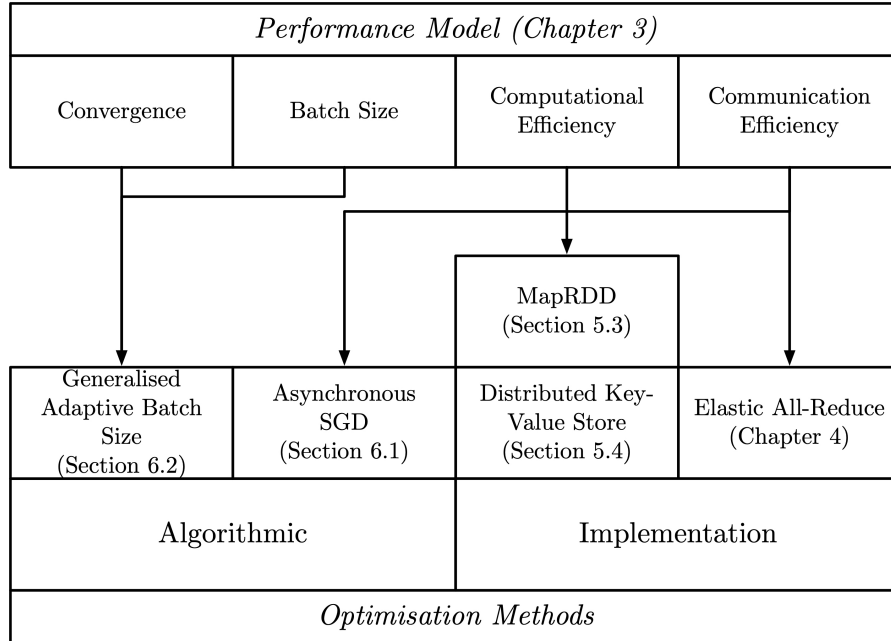 Performance Model (Chapter 3)
Convergence
Batch Size
Computational
Efficiency
Communication
Efficiency
MapRDD
(Section 5.3)
Generalised
Adaptive Batch
Size
(Section 6.2)
Asynchronous
SGD
(Section 6.1)
Distributed Key-
Value Store
(Section 5.4)
Elastic All-Reduce
(Chapter 4)
Algorithmic
Implementation
Optimisation Methods